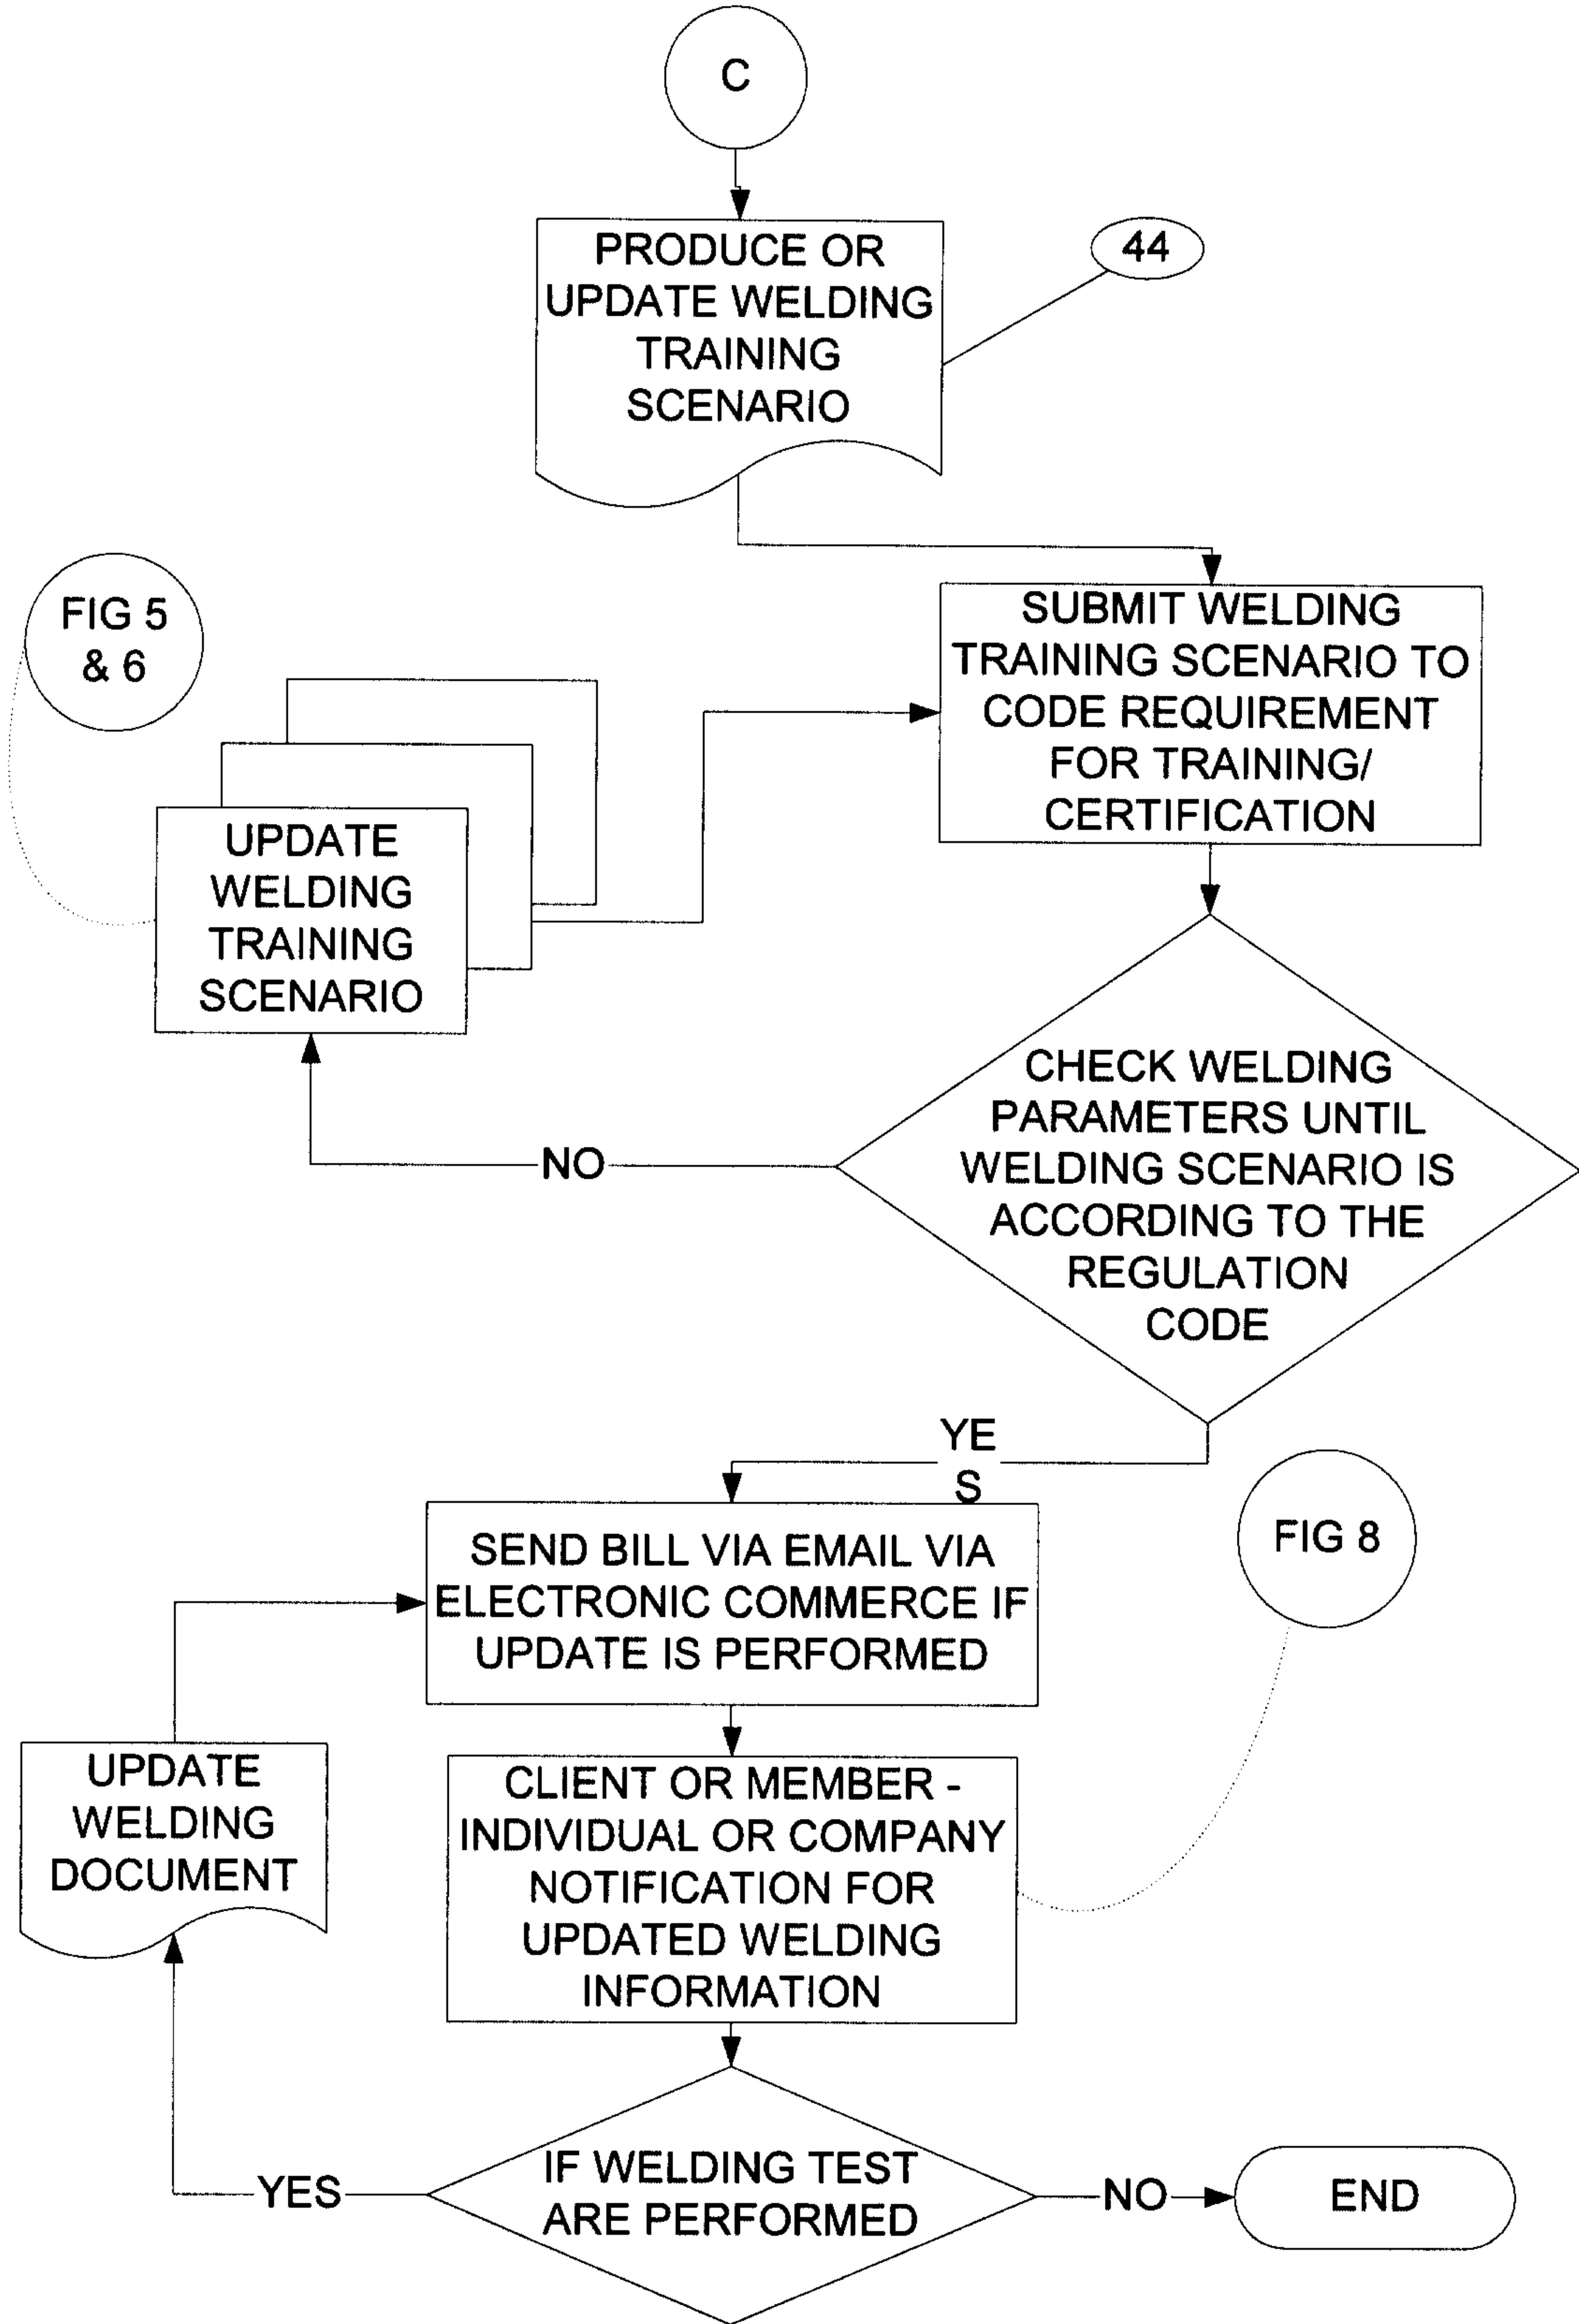 C
PRODUCE OR
UPDATE WELDING
TRAINING
SCENARIO
44
FIG 5
& 6
SUBMIT WELDING
TRAINING SCENARIO TO
CODE REQUIREMENT
FOR TRAINING/
CERTIFICATION
UPDATE
WELDING
TRAINING
SCENARIO
CHECK WELDING
PARAMETERS UNTIL
WELDING SCENARIO IS
ACCORDING TO THE
REGULATION
CODE
NO
YE
S
FIG 8
SEND BILL VIA EMAIL VIA
ELECTRONIC COMMERCE IF
UPDATE IS PERFORMED
UPDATE
WELDING
DOCUMENT
CLIENT OR MEMBER -
INDIVIDUAL OR COMPANY
NOTIFICATION FOR
UPDATED WELDING
INFORMATION
IF WELDING TEST
ARE PERFORMED
YES
NO
END